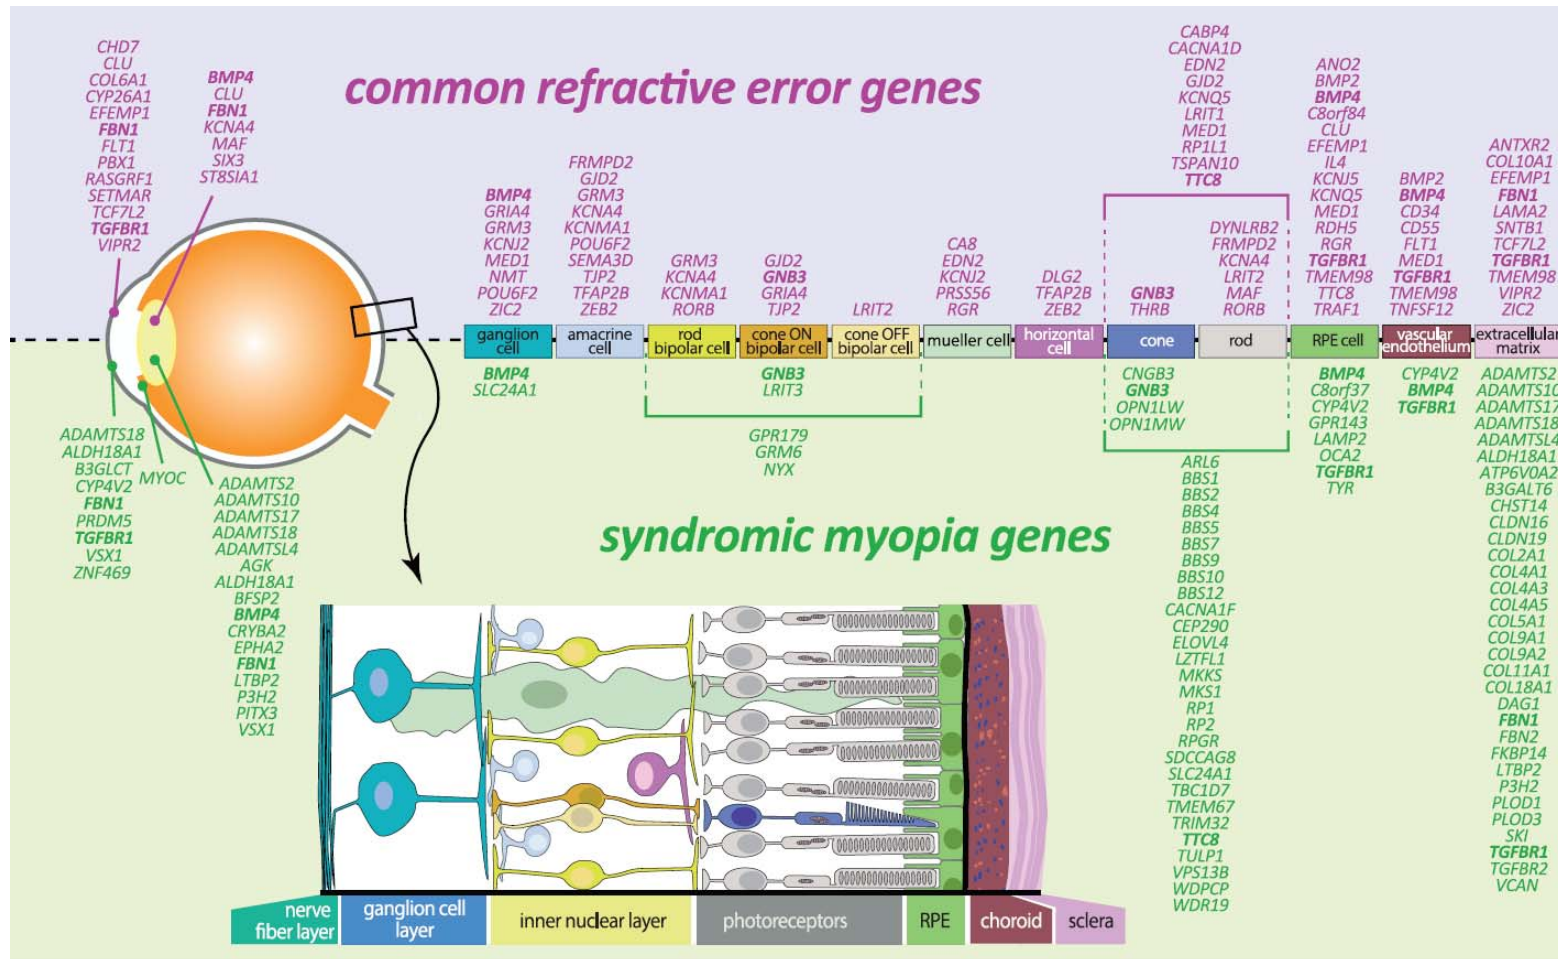 common refractive error genes
CHD7
CLU
COL6A1
CYP26A1
EFEMP1
FBN1
FLT1
PBX1
RASGRF1
SETMAR
TCF7L2
TGFBR1
VIPR2
BMP4
CLU
FBN1
KCNA4
MAF
SIX3
ST8SIA1
BMP4
GRIA4
GRM3
KCNJ2
MED1
NMT
POU6F2
ZIC2
FRMPD2
GJD2
GRM3
KCNA4
KCNMA1
POU6F2
SEMA3D
TJP2
TFAP2B
ZEB2
GRM3
KCNA4
KCNMA1
RORB
GJD2
GNB3
GRIA4
TJP2
LRIT2
CA8
EDN2
KCNJ2
PRSS56
RGR
DLG2
TFAP2B
ZEB2
CABP4
CACNA1D
EDN2
GJD2
KCNQ5
LRIT1
MED1
RP1L1
TSPAN10
TTC8
GNB3
THRB
DYNLRB2
FRMPD2
KCNA4
LRIT2
MAF
RORB
ANO2
BMP2
BMP4
C8orf84
CLU
EFEMP1
IL4
KCNJ5
KCNQ5
MED1
RDH5
RGR
TGFBR1
TMEM98
TTC8
TRAF1
BMP2
BMP4
CD34
CD55
FLT1
MED1
TGFBR1
TMEM98
TNFSF12
ANTXR2
COL10A1
EFEMP1
FBN1
LAMA2
SNTB1
TCF7L2
TGFBR1
TMEM98
VIPR2
ZIC2
ganglion
cell
amacrine
cell
rod
bipolar cell
cone ON
bipolar cell
cone OFF
bipolar cell
mueller cell
horizontal
cell
cone
rod
RPE cell
vascular
endothelium
extracellular
matrix
BMP4
SLC24A1
GNB3
LRIT3
GPR179
GRM6
NYX
CNGB3
GNB3
OPN1LW
OPN1MW
ARL6
BBS1
BBS2
BBS4
BBS5
BBS7
BBS9
BBS10
BBS12
CACNA1F
CEP290
ELOVL4
LZTFL1
MKKS
MKS1
RP1
RP2
RPGR
SDCCAG8
SLC24A1
TBC1D7
TMEM67
TRIM32
TTC8
TULP1
VPS13B
WDPCP
WDR19
BMP4
C8orf37
CYP4V2
GPR143
LAMP2
OCA2
TGFBR1
TYR
CYP4V2
BMP4
TGFBR1
ADAMTS2
ADAMTS10
ADAMTS17
ADAMTS18
ADAMTSL4
ALDH18A1
ATP6V0A2
B3GALT6
CHST14
CLDN16
CLDN19
COL2A1
COL4A1
COL4A3
COL4A5
COL5A1
COL9A1
COL9A2
COL11A1
COL18A1
DAG1
FBN1
FBN2
FKBP14
LTBP2
P3H2
PLOD1
PLOD3
SKI
TGFBR1
TGFBR2
VCAN
ADAMTS18
ALDH18A1
B3GLCT
CYP4V2
FBN1
PRDM5
TGFBR1
VSX1
ZNF469
MYOC
ADAMTS2
ADAMTS10
ADAMTS17
ADAMTS18
ADAMTSL4
AGK
ALDH18A1
BFSP2
BMP4
CRYBA2
EPHA2
FBN1
LTBP2
P3H2
PITX3
VSX1
syndromic myopia genes
nerve
fiber layer
ganglion cell
layer
inner nuclear layer
photoreceptors
RPE
choroid
sclera